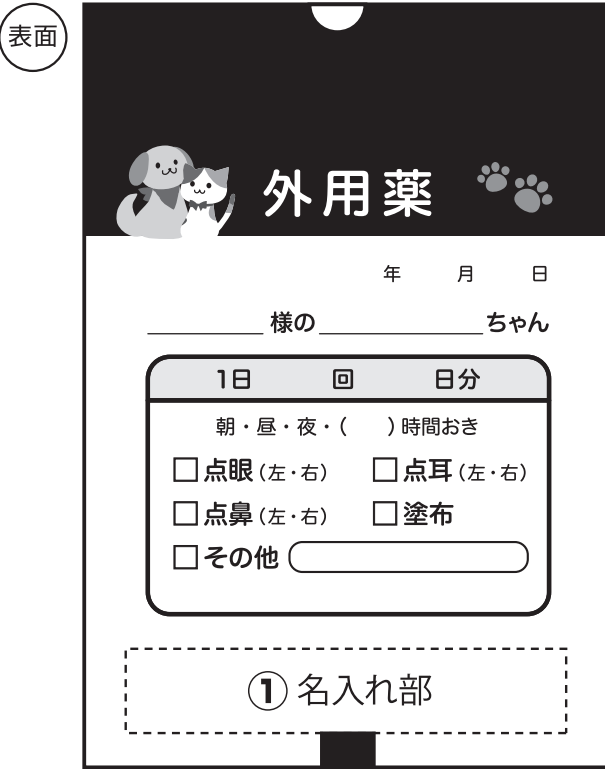 表面
外用薬
年 月 日
様の ちゃん
1日 回 日分
朝・昼・夜・( )時間おき
□点眼(左・右) □点耳(左・右)
□点鼻(左・右) □塗布
□その他
①名入れ部